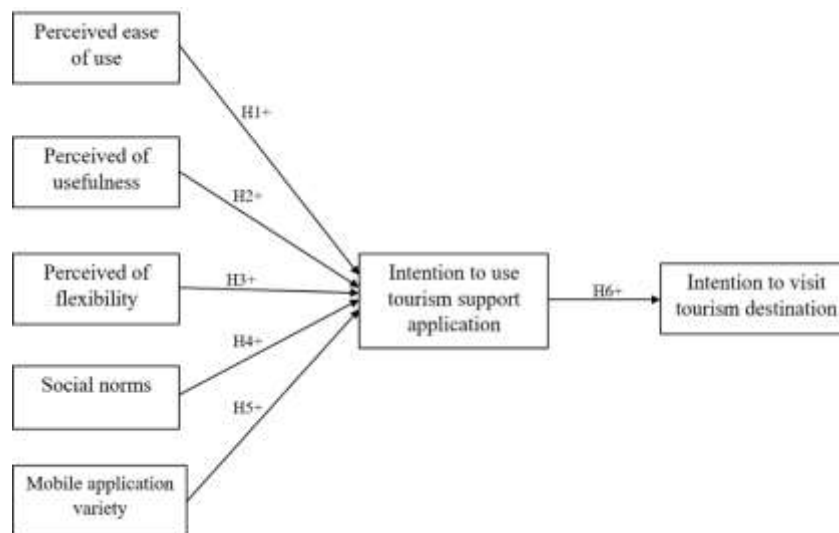 Perceived ease
of use
H1+
Perceived of
usefulness
H2+
Perceived of
flexibility
H3+
Intention to use
tourism support
application
H6+
Intention to visit
tourism destination
H4+
Social norms
H5+
Mobile application
variety